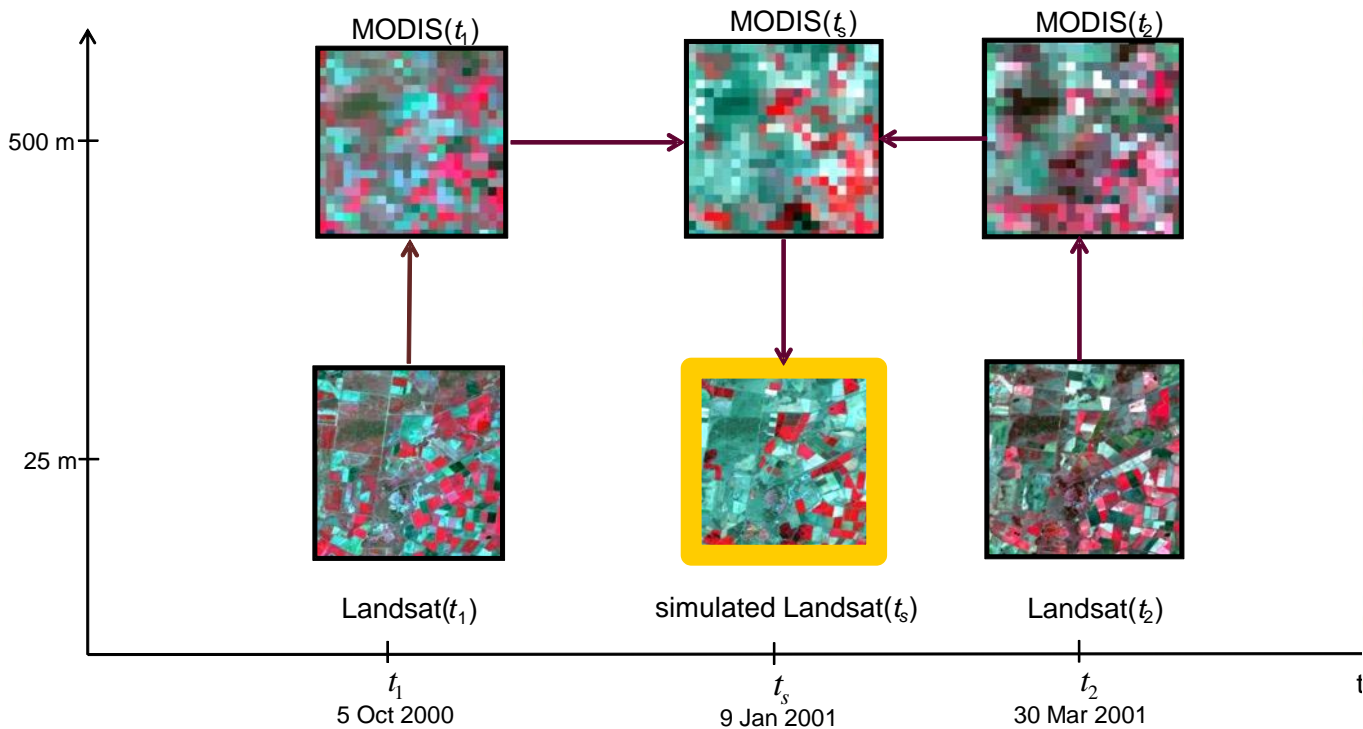 MODIS(t1) MODIS(ts) MODIS(t2)
500 m
25 m
Landsat(t1) simulated Landsat(ts) Landsat(t2)
t1 ts t2 t
5 Oct 2000 9 Jan 2001 30 Mar 2001